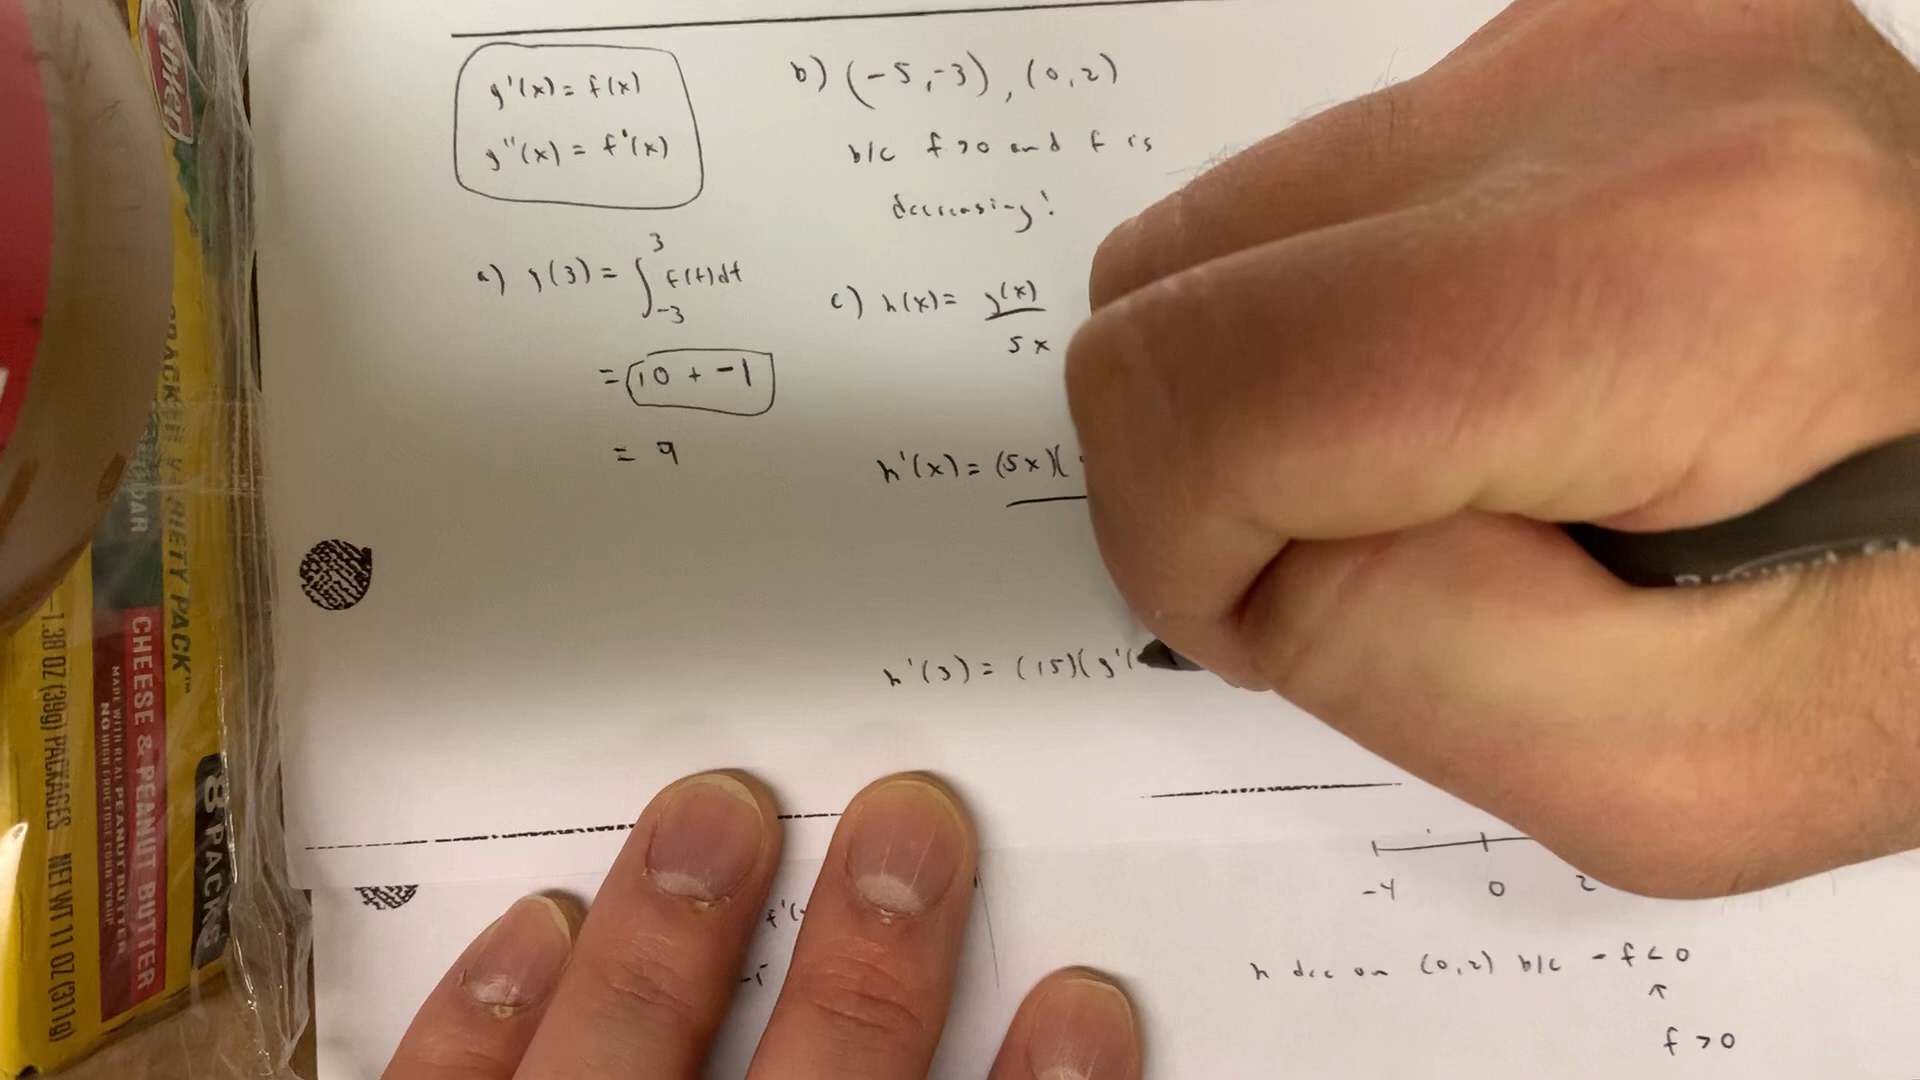 g'(x) = f(x)
g''(x) = f'(x)
a) g(3) = ∫₋₃³ f(t)dt
= 10 + -1
= 9
b) (-5,-3), (0,2)
b/c f>0 and f is
decreasing!
c) h(x) = g(x)
5x
h'(x) = (5x)(
h'(3) = (15)(g'(
-4 0 2
h dec on (0,2) b/c -f<0
↑
f>0
f'(
VARIETY PACK™
CHEDDAR
CHEESE & PEANUT BUTTER
MADE WITH REAL PEANUT BUTTER
NO HIGH FRUCTOSE CORN SYRUP
8 PACKS
1.38 OZ (39g) PACKAGES NET WT 11 OZ (311g)